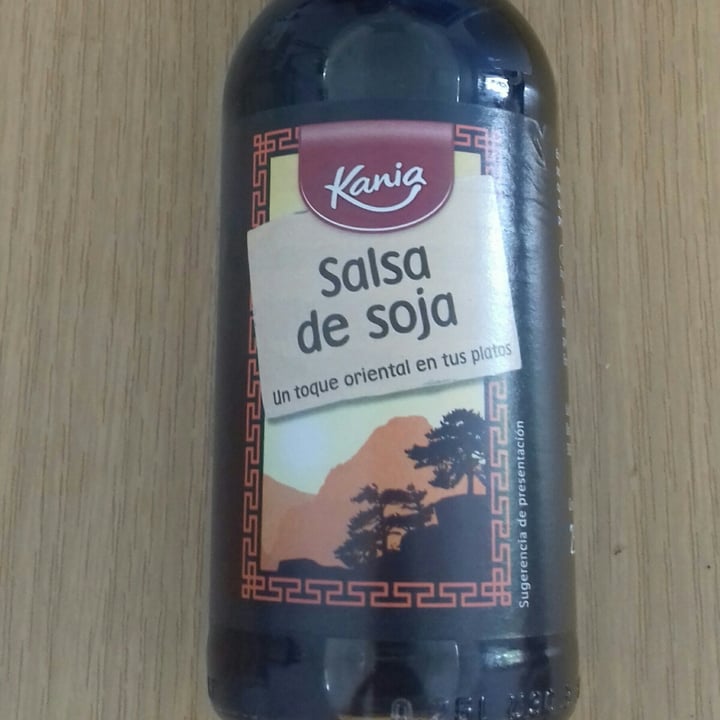 Kania
Salsa
de soja
Un toque oriental en tus platos
Sugerencia de presentación